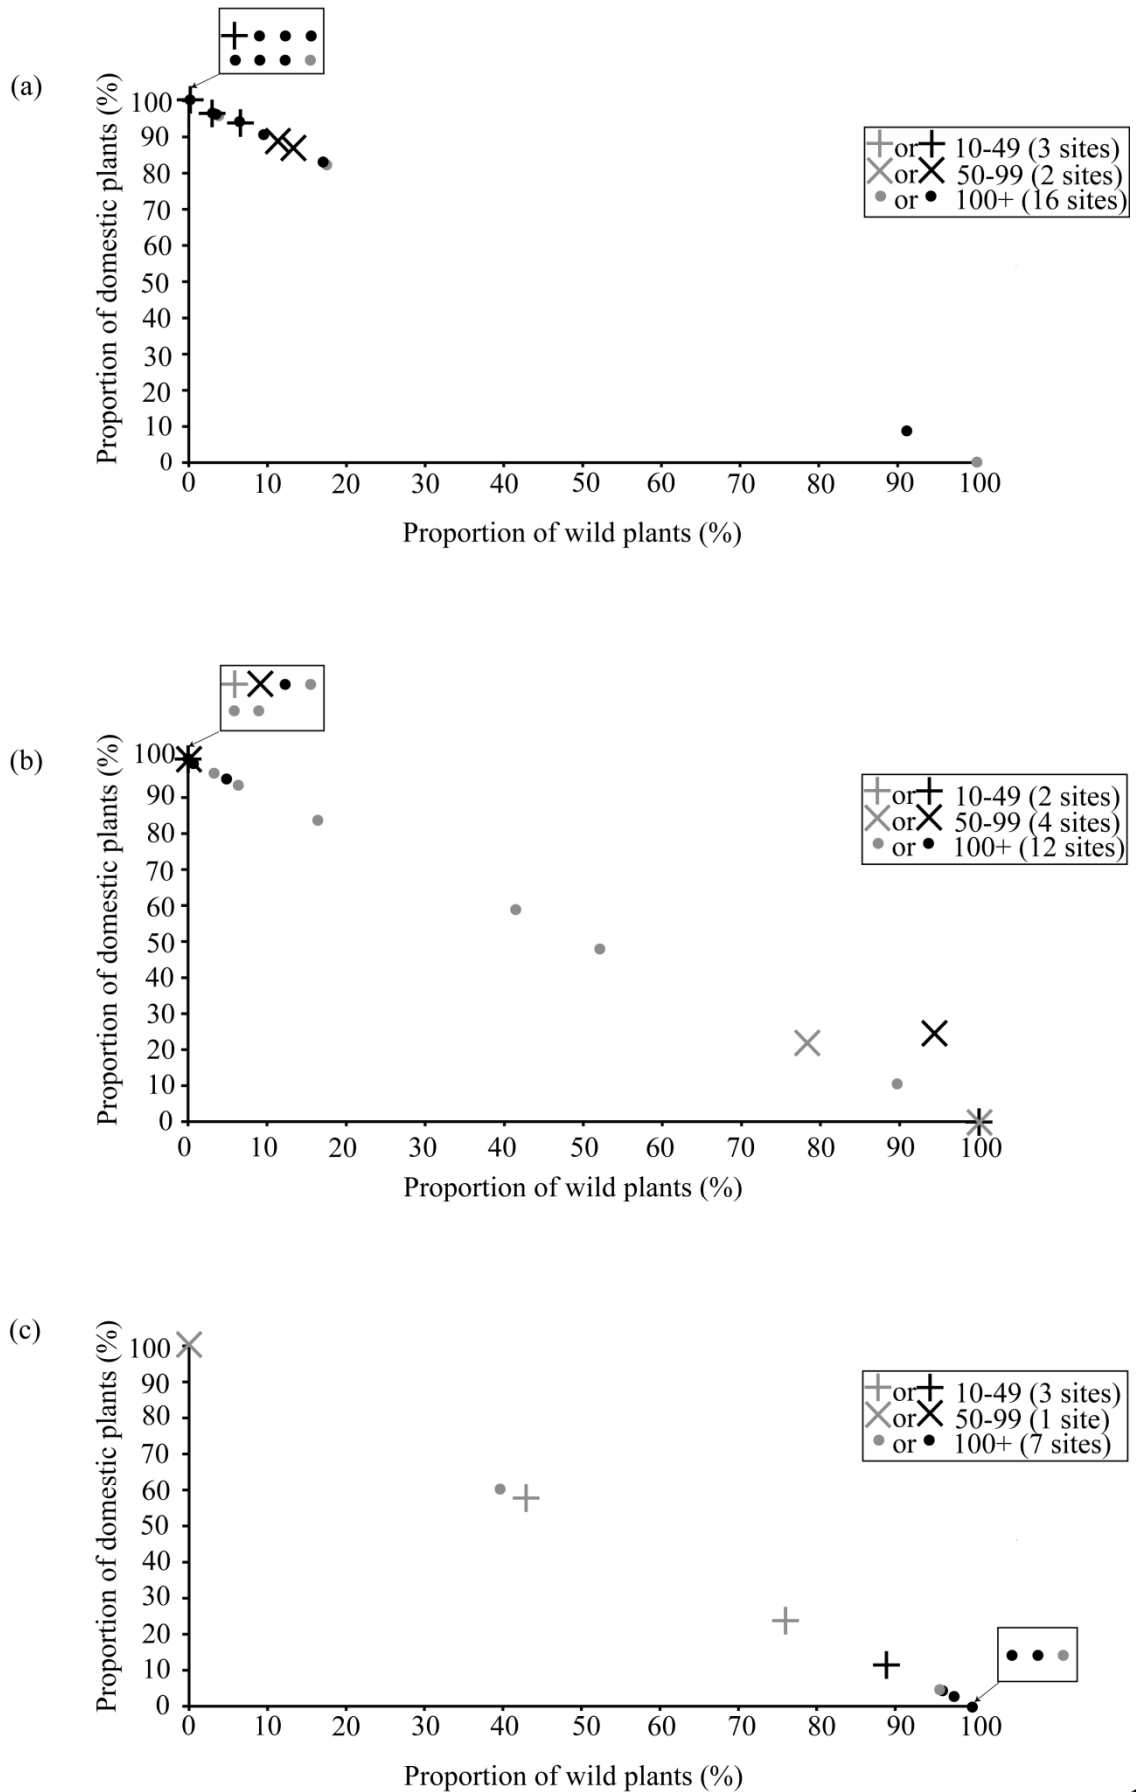 (a)
Proportion of domestic plants (%)
100
90
80
70
60
50
40
30
20
10
0
0 10 20 30 40 50 60 70 80 90 100
Proportion of wild plants (%)
or 10-49 (3 sites)
or 50-99 (2 sites)
or 100+ (16 sites)
(b)
Proportion of domestic plants (%)
100
90
80
70
60
50
40
30
20
10
0
0 10 20 30 40 50 60 70 80 90 100
Proportion of wild plants (%)
or 10-49 (2 sites)
or 50-99 (4 sites)
or 100+ (12 sites)
(c)
Proportion of domestic plants (%)
100
90
80
70
60
50
40
30
20
10
0
0 10 20 30 40 50 60 70 80 90 100
Proportion of wild plants (%)
or 10-49 (3 sites)
or 50-99 (1 site)
or 100+ (7 sites)